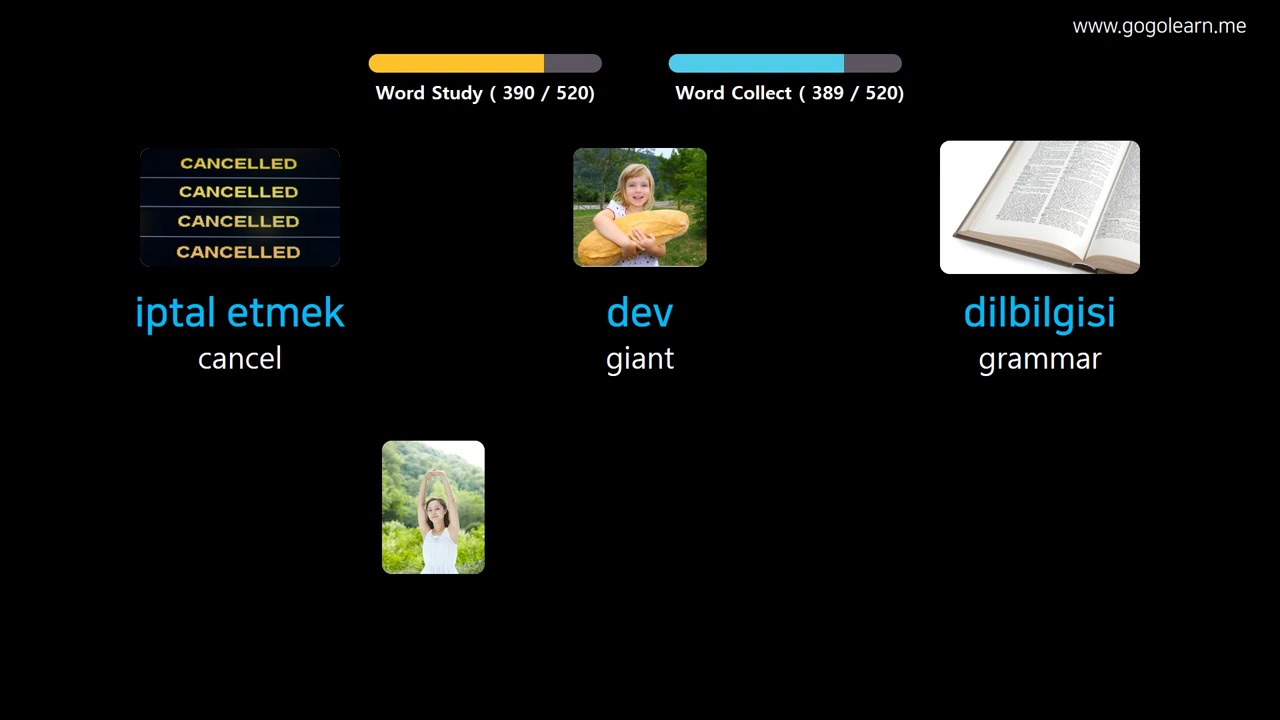 www.gogolearn.me
Word Study ( 390 / 520)
Word Collect ( 389 / 520)
CANCELLED
CANCELLED
CANCELLED
CANCELLED
iptal etmek
dev
dilbilgisi
cancel
giant
grammar